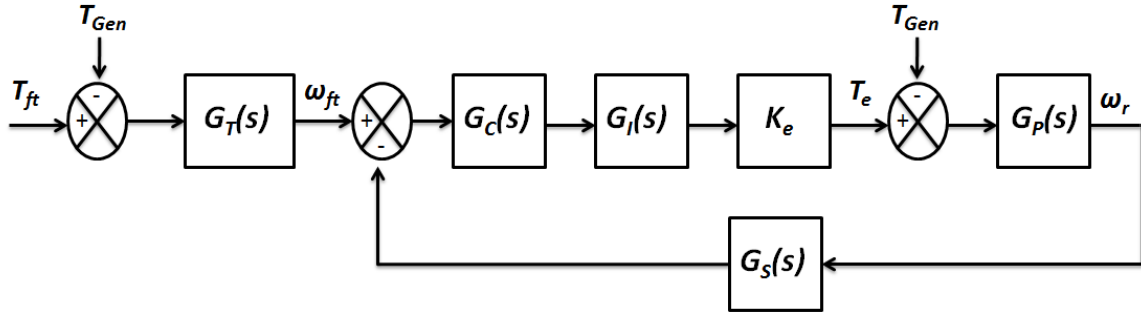 T_Gen T_Gen
T_ft + - G_T(s) ω_ft + - G_C(s) G_I(s) K_e T_e + - G_P(s) ω_r
G_S(s)